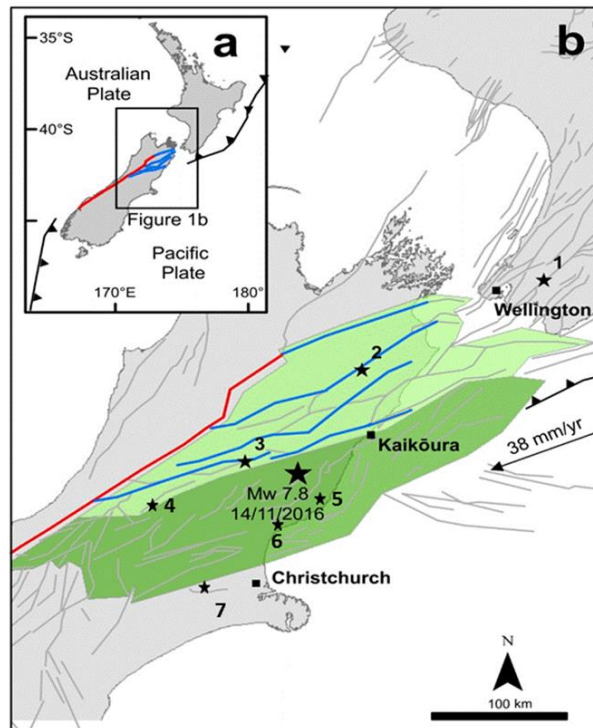 a
b
35°S
40°S
Australian
Plate
Figure 1b
Pacific
Plate
170°E
180°
1
Wellington
2
Kaikōura
38 mm/yr
3
Mw 7.8
14/11/2016
4
5
6
Christchurch
7
N
100 km